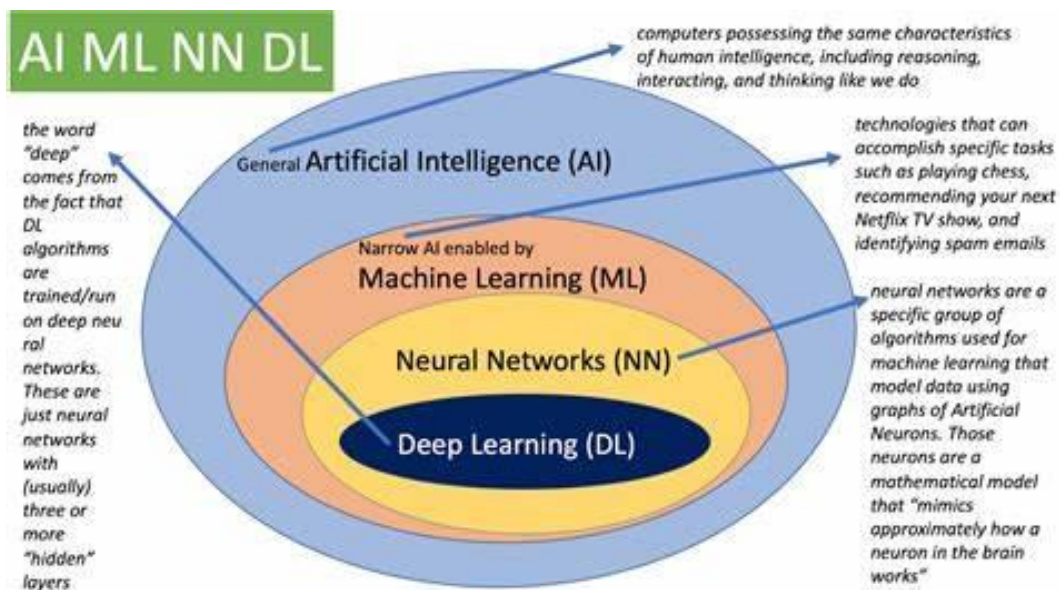 AI ML NN DL
computers possessing the same characteristics
of human intelligence, including reasoning,
interacting, and thinking like we do
the word
"deep"
comes from
the fact that
DL
algorithms
are
trained/run
on deep neu
ral
networks.
These are
just neural
networks
with
(usually)
three or
more
"hidden"
layers
General Artificial Intelligence (AI)
technologies that can
accomplish specific tasks
such as playing chess,
recommending your next
Netflix TV show, and
identifying spam emails
Narrow AI enabled by
Machine Learning (ML)
neural networks are a
specific group of
algorithms used for
machine learning that
model data using
graphs of Artificial
Neurons. Those
neurons are a
mathematical model
that "mimics
approximately how a
neuron in the brain
works"
Neural Networks (NN)
Deep Learning (DL)